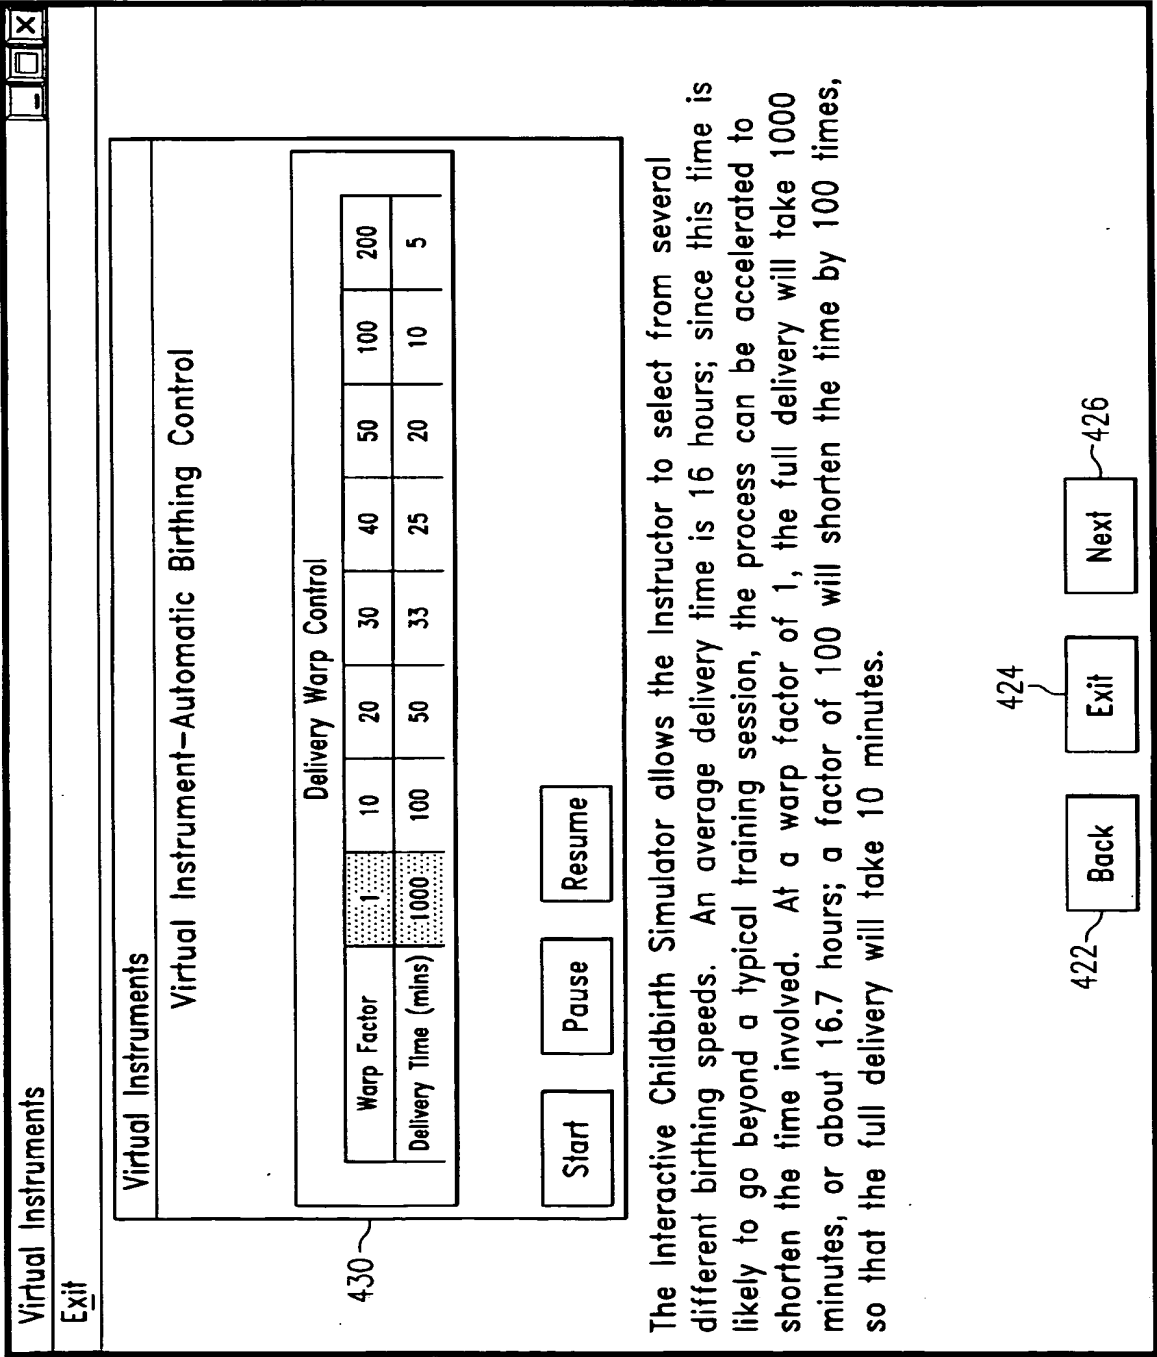 Virtual Instruments
Exit
Virtual Instruments
Virtual Instrument–Automatic Birthing Control
Delivery Warp Control
Warp Factor 1 10 20 30 40 50 100 200
Delivery Time (mins) 1000 100 50 33 25 20 10 5
430
Start Pause Resume
The Interactive Childbirth Simulator allows the Instructor to select from several
different birthing speeds. An average delivery time is 16 hours; since this time is
likely to go beyond a typical training session, the process can be accelerated to
shorten the time involved. At a warp factor of 1, the full delivery will take 1000
minutes, or about 16.7 hours; a factor of 100 will shorten the time by 100 times,
so that the full delivery will take 10 minutes.
424
422 Back Exit Next 426